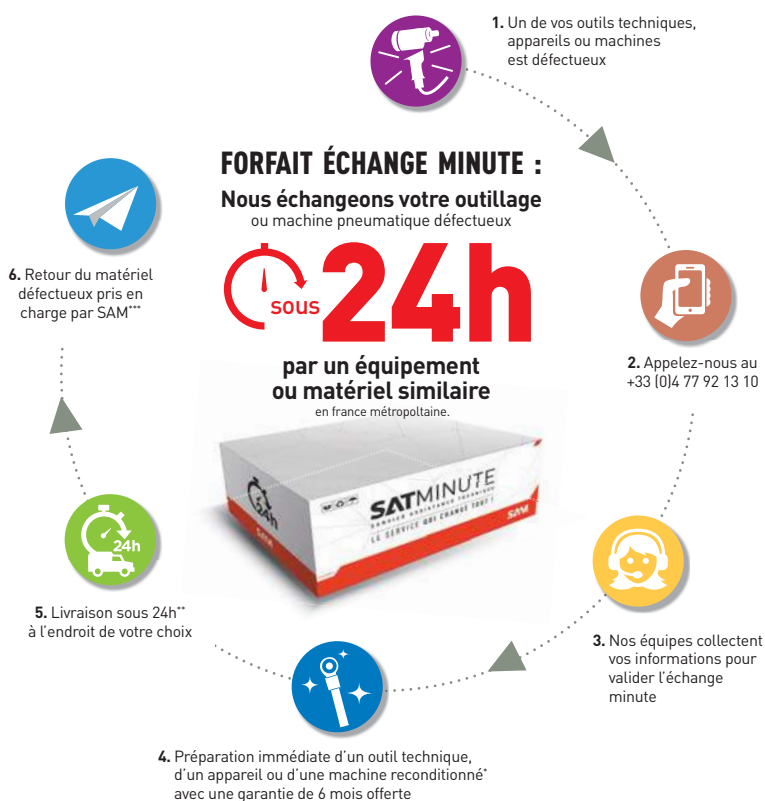 1. Un de vos outils techniques,
appareils ou machines
est défectueux
FORFAIT ÉCHANGE MINUTE :
Nous échangeons votre outillage
ou machine pneumatique défectueux
sous 24h
par un équipement
ou matériel similaire
en france métropoltaine.
2. Appelez-nous au
+33 (0)4 77 92 13 10
3. Nos équipes collectent
vos informations pour
valider l'échange
minute
4. Préparation immédiate d'un outil technique,
d'un appareil ou d'une machine reconditionné*
avec une garantie de 6 mois offerte
24h
5. Livraison sous 24h**
à l'endroit de votre choix
6. Retour du matériel
défectueux pris en
charge par SAM***
24h
SAM
SATMINUTE
SERVICE ASSISTANCE TECHNIQUE
LE SERVICE QUI CHANGE TOUT !
SAM